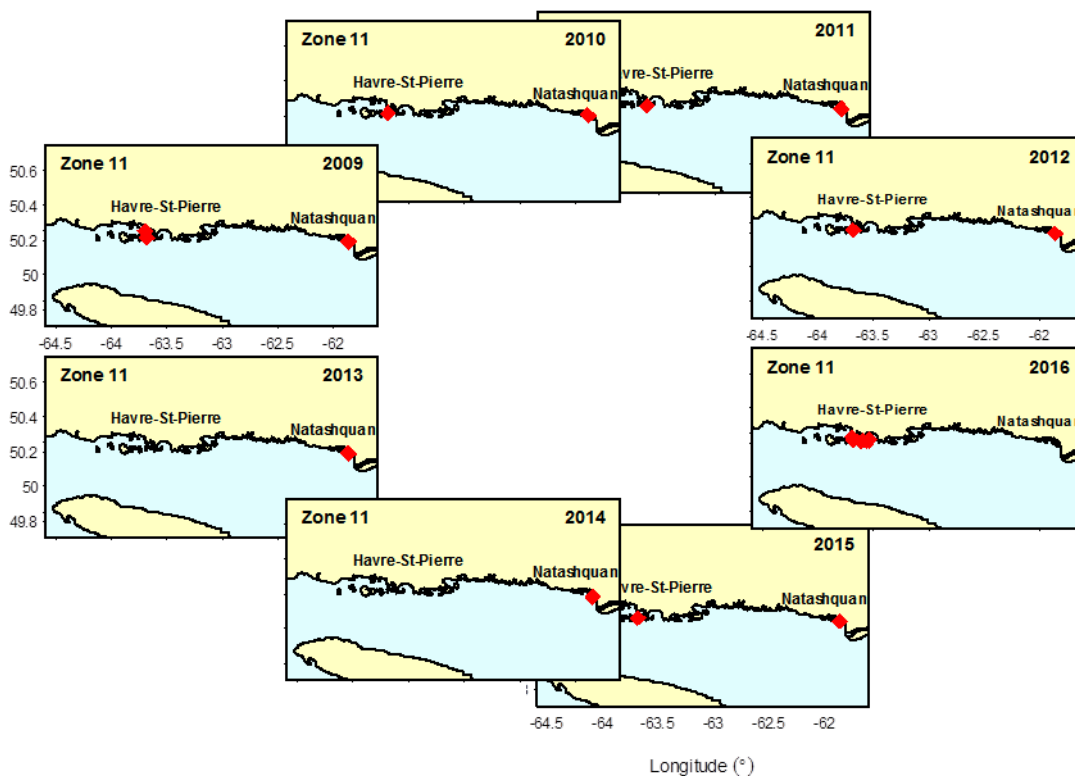 Zone 11 2010
Havre-St-Pierre
Natashquan
2011
vre-St-Pierre
Natashquan
Zone 11 2009
Havre-St-Pierre
Natashquan
50.6
50.4
50.2
50
49.8
-64.5 -64 -63.5 -63 -62.5 -62
Zone 11 2012
Havre-St-Pierre
Natashquan
-64.5 -64 -63.5 -63 -62.5 -62
Zone 11 2013
Havre-St-Pierre
Natashquan
50.6
50.4
50.2
50
49.8
Zone 11 2016
Havre-St-Pierre
Natashquan
Zone 11 2014
Havre-St-Pierre
Natashquan
2015
vre-St-Pierre
Natashquan
-64.5 -64 -63.5 -63 -62.5 -62
Longitude (°)